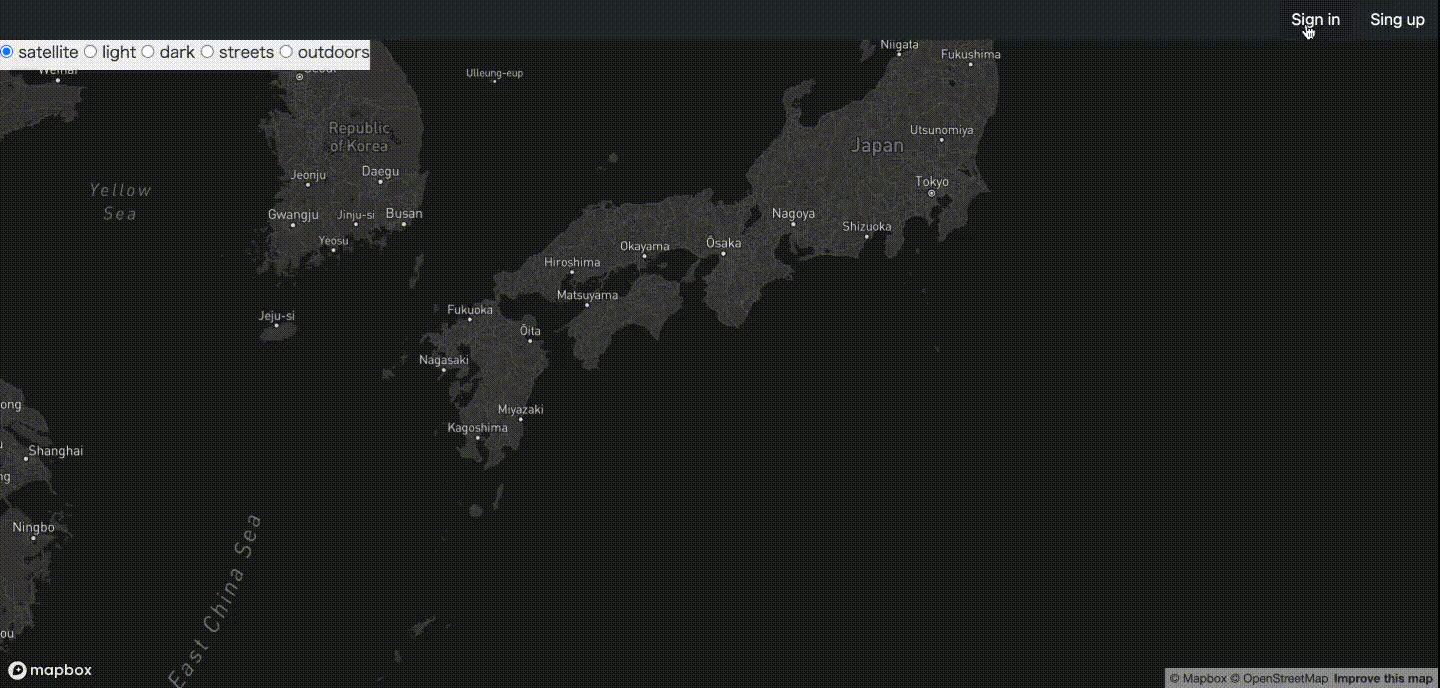 Sign in Sing up
satellite light dark streets outdoors
Niigata
Fukushima
Seoul
Weihai
Ulleung-eup
Republic
of Korea
Utsunomiya
Japan
Daegu
Jeonju
Tokyo
Yellow
Sea
Gwangju Jinju-si Busan
Nagoya
Shizuoka
Yeosu
Okayama
Ōsaka
Hiroshima
Matsuyama
Fukuoka
Jeju-si
Ōita
Nagasaki
ong
Miyazaki
Kagoshima
Shanghai
ng
Ningbo
East China Sea
ou
mapbox
© Mapbox © OpenStreetMap Improve this map